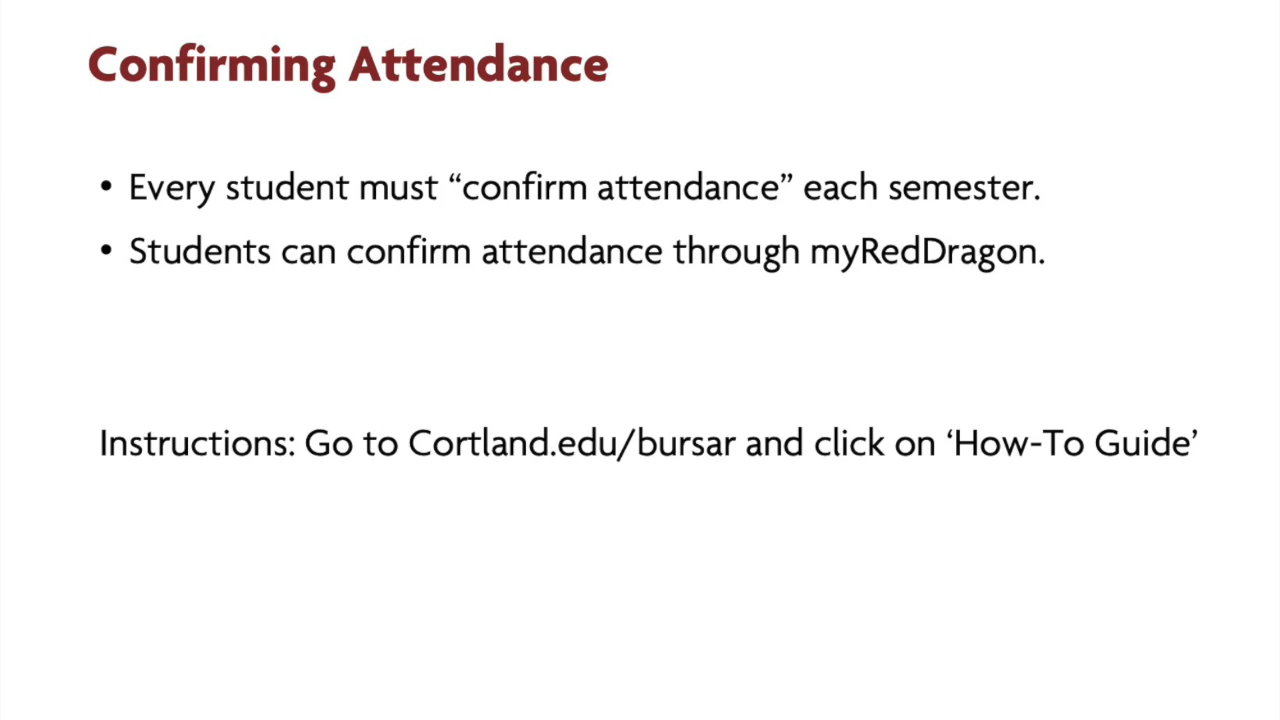 Confirming Attendance
• Every student must “confirm attendance” each semester.
• Students can confirm attendance through myRedDragon.
Instructions: Go to Cortland.edu/bursar and click on ‘How-To Guide’